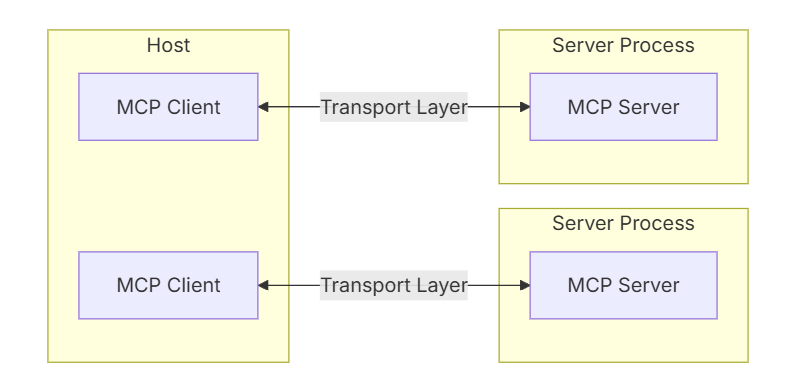 Host
Server Process
MCP Client
Transport Layer
MCP Server
Server Process
MCP Client
Transport Layer
MCP Server